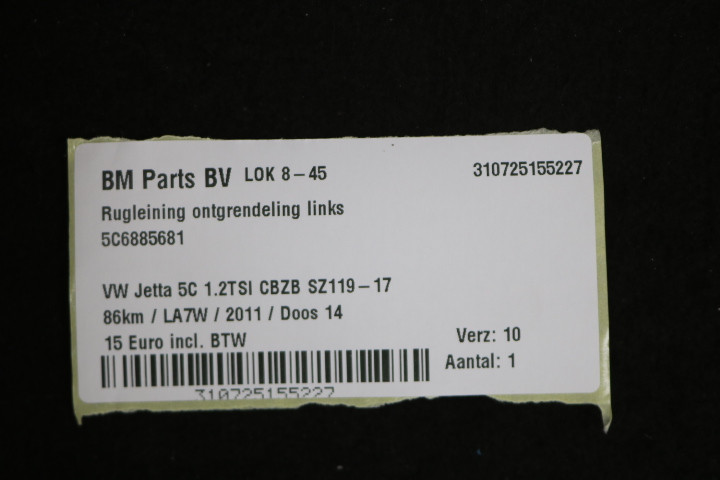 BM Parts BV LOK 8-45 310725155227
Rugleining ontgrendeling links
5C6885681
VW Jetta 5C 1.2TSI CBZB SZ119-17
86km / LA7W / 2011 / Doos 14
15 Euro incl. BTW Verz: 10
Aantal: 1
310725155227